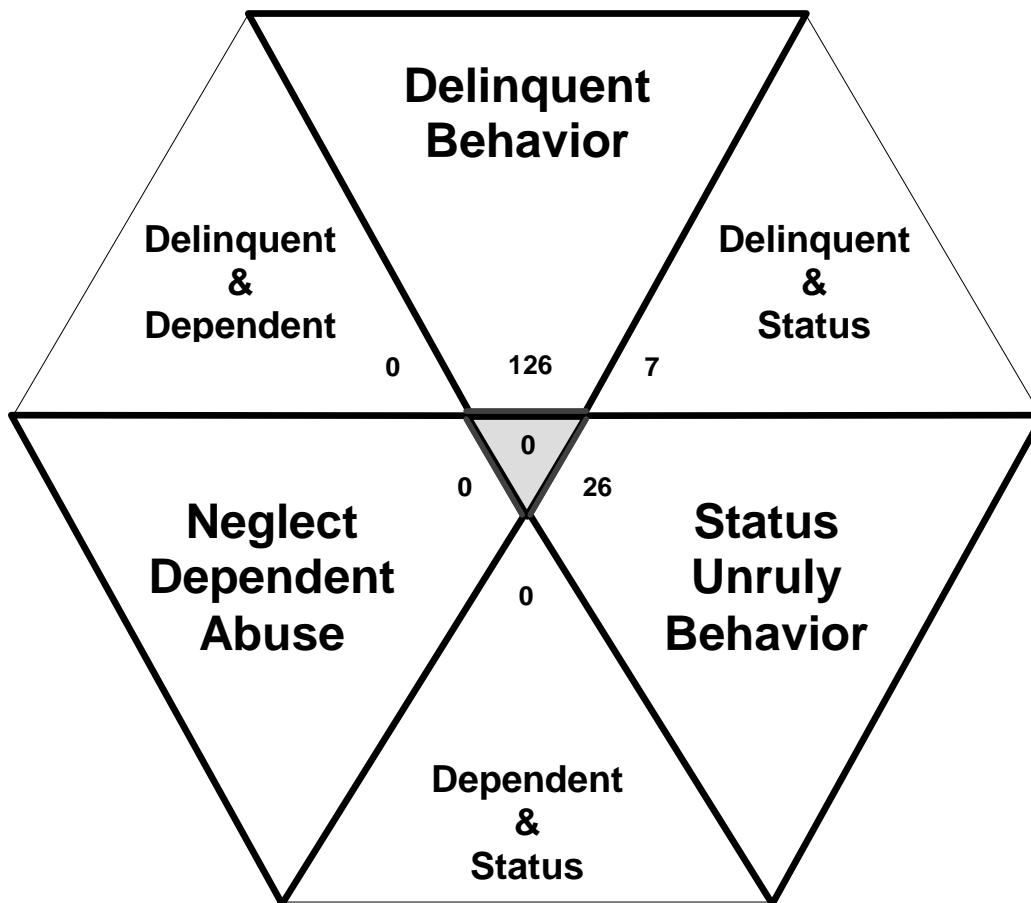 Delinquent
Behavior
Delinquent
&
Dependent
Delinquent
&
Status
0
126
7
0
0
26
Neglect
Dependent
Abuse
Status
Unruly
Behavior
0
Dependent
&
Status